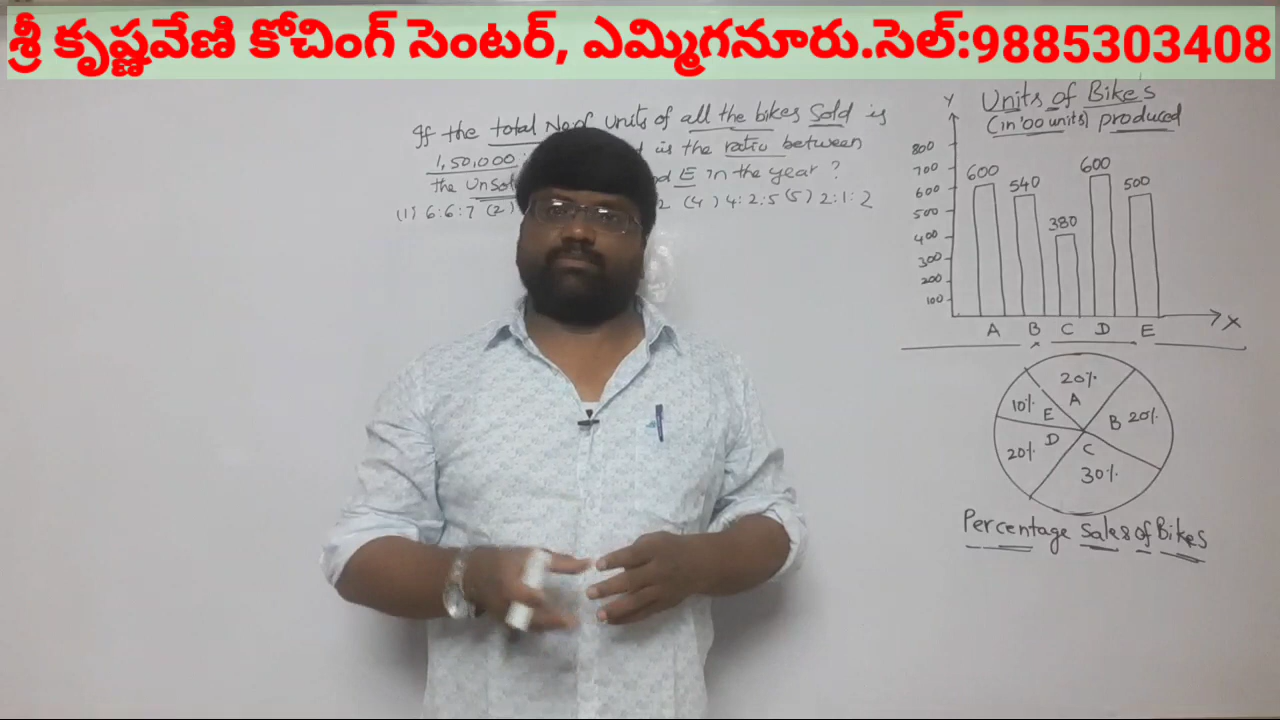 శ్రీ కృష్ణవేణి కోచింగ్ సెంటర్, ఎమ్మిగనూరు.సెల్:9885303408
If the total No of units of all the bikes Sold is
1,50,000 is the ratio between
the Unsol E in the year ?
(1) 6:6:7 (2) 2 (4) 4:2:5 (5) 2:1:2
Units of Bike's
(in '00 units) produced
Y
800
700
600
500
400
300
200
100
600
540
380
600
500
A B C D E
X
20%
A
10%
E
B 20%
D
20%
C
30%
Percentage Sales of Bikes